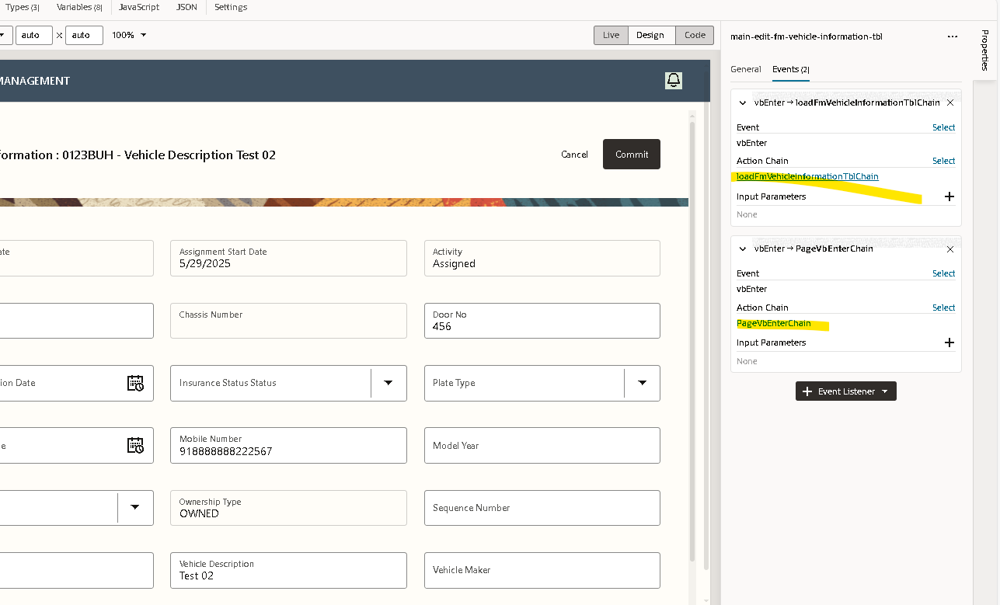 Types (3) Variables (8) JavaScript JSON Settings
auto x auto 100% Live Design Code
main-edit-fm-vehicle-information-tbl
Properties
General Events (2)
MANAGEMENT
vbEnter → loadFmVehicleInformationTblChain
Event Select
vbEnter
Action Chain Select
loadFmVehicleInformationTblChain
Input Parameters
None
formation : 0123BUH - Vehicle Description Test 02
Cancel Commit
vbEnter → PageVbEnterChain
Event Select
vbEnter
Action Chain Select
PageVbEnterChain
Input Parameters
None
Event Listener
ate
Assignment Start Date
5/29/2025
Activity
Assigned
Chassis Number
Door No
456
ion Date
Insurance Status Status
Plate Type
e
Mobile Number
918888888222567
Model Year
Ownership Type
OWNED
Sequence Number
Vehicle Description
Test 02
Vehicle Maker